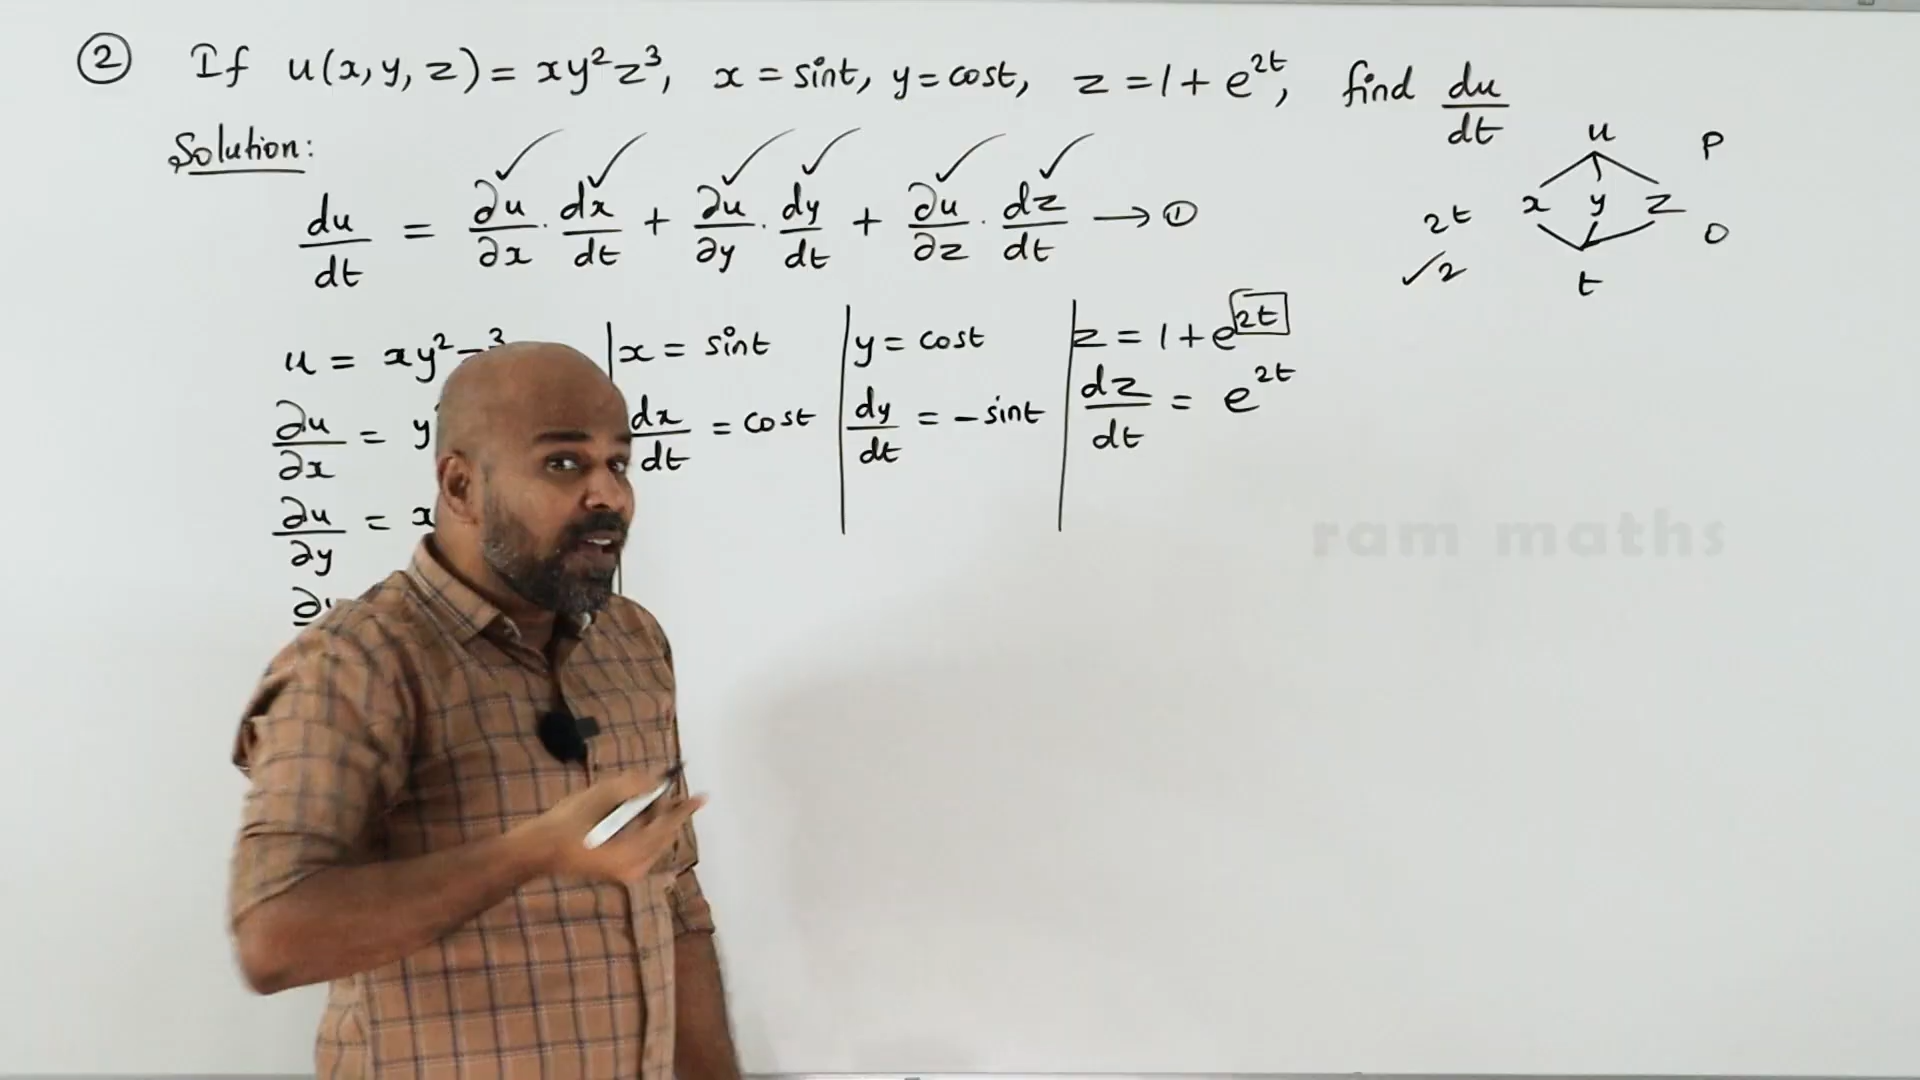 ② If u(x, y, z) = xy²z³, x = sint, y = cost, z = 1 + e^{2t}, find du/dt
Solution:
du/dt = ∂u/∂x · dx/dt + ∂u/∂y · dy/dt + ∂u/∂z · dz/dt → ①
u
x y z
t
P
O
2t
✓2
u = xy²
x = sint
y = cost
z = 1 + e^{2t}
∂u/∂x = y
dx/dt = cost
dy/dt = -sint
dz/dt = e^{2t}
∂u/∂y = x
ram maths